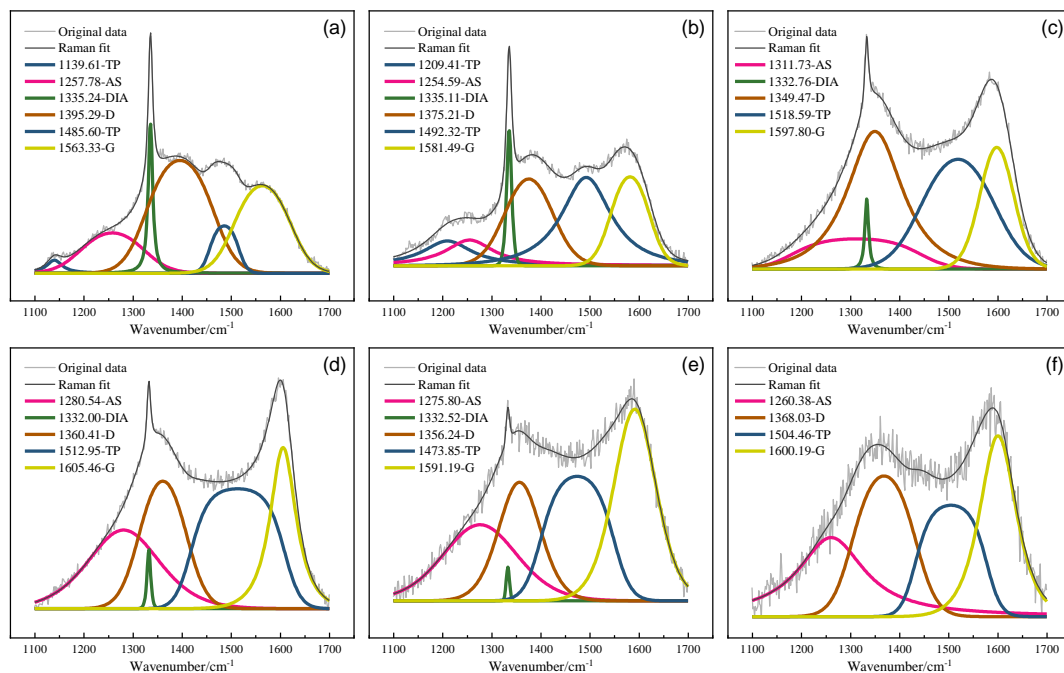 (a)
Original data
Raman fit
1139.61-TP
1257.78-AS
1335.24-DIA
1395.29-D
1485.60-TP
1563.33-G
1100 1200 1300 1400 1500 1600 1700
Wavenumber/cm-1
(b)
Original data
Raman fit
1209.41-TP
1254.59-AS
1335.11-DIA
1375.21-D
1492.32-TP
1581.49-G
1100 1200 1300 1400 1500 1600 1700
Wavenumber/cm-1
(c)
Original data
Raman fit
1311.73-AS
1332.76-DIA
1349.47-D
1518.59-TP
1597.80-G
1100 1200 1300 1400 1500 1600 1700
Wavenumber/cm-1
(d)
Original data
Raman fit
1280.54-AS
1332.00-DIA
1360.41-D
1512.95-TP
1605.46-G
1100 1200 1300 1400 1500 1600 1700
Wavenumber/cm-1
(e)
Original data
Raman fit
1275.80-AS
1332.52-DIA
1356.24-D
1473.85-TP
1591.19-G
1100 1200 1300 1400 1500 1600 1700
Wavenumber/cm-1
(f)
Original data
Raman fit
1260.38-AS
1368.03-D
1504.46-TP
1600.19-G
1100 1200 1300 1400 1500 1600 1700
Wavenumber/cm-1